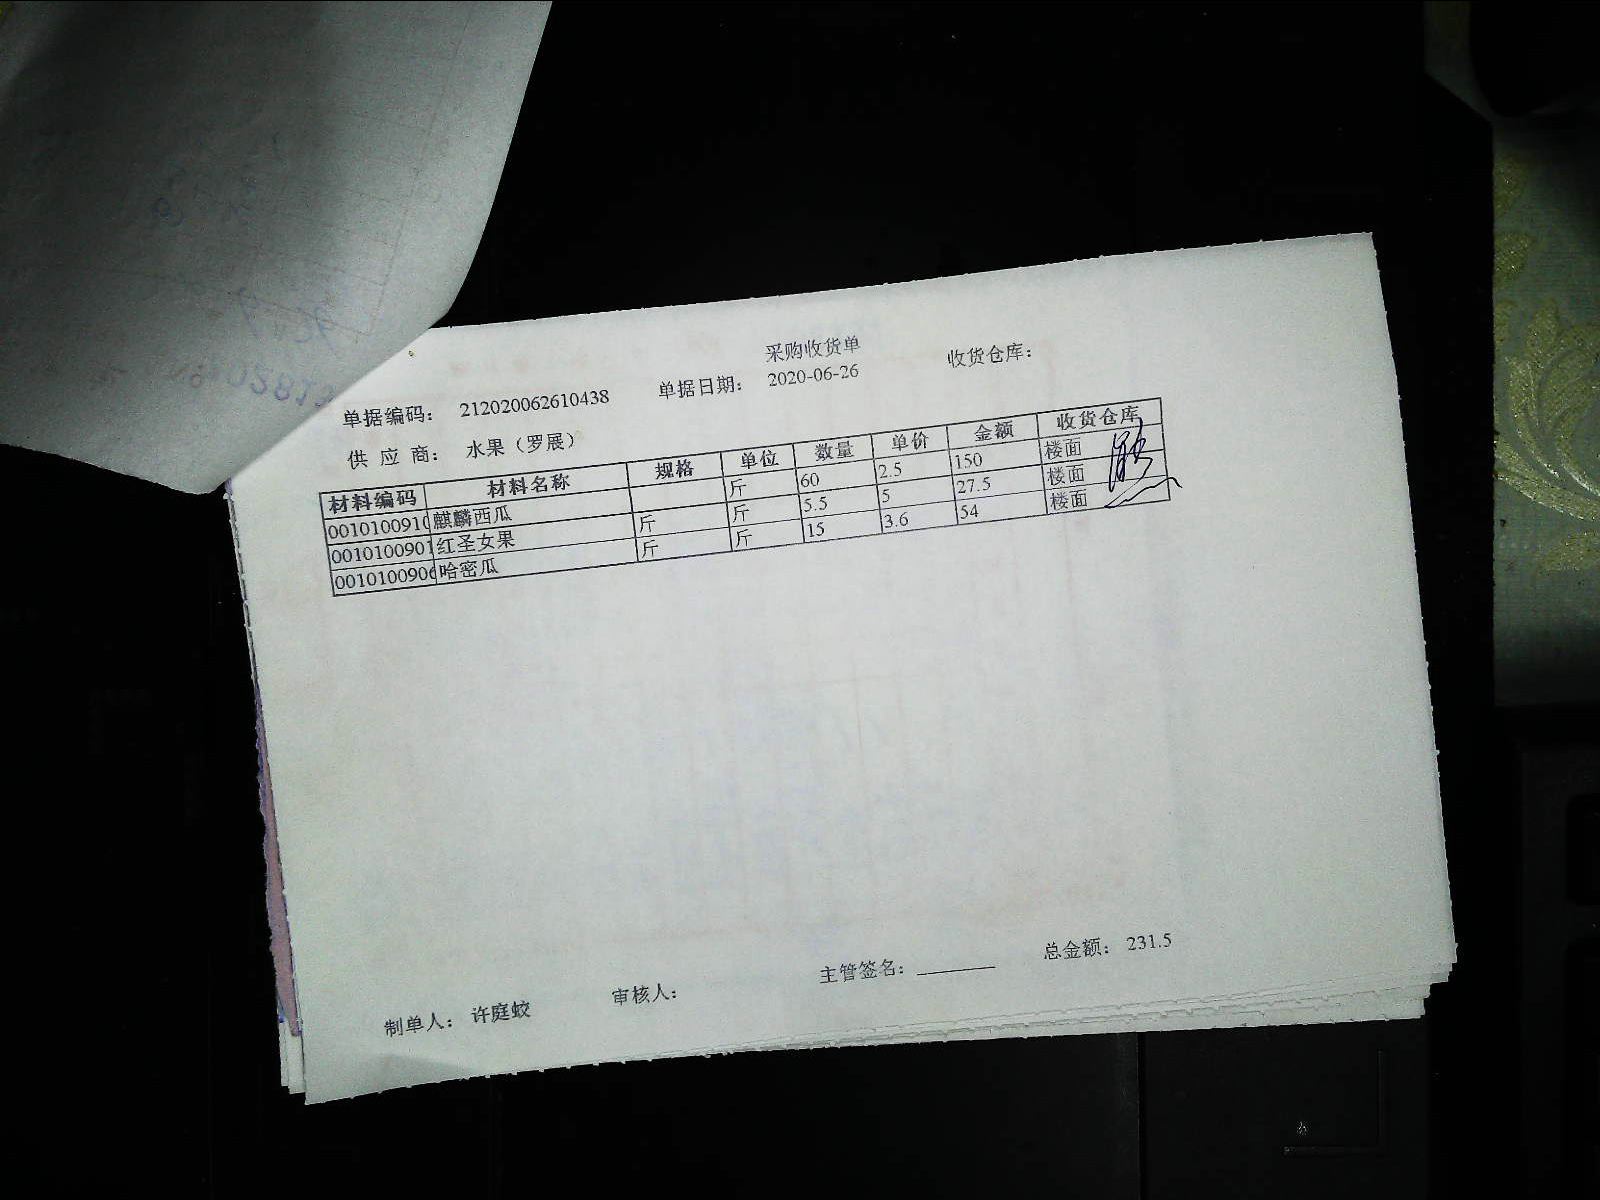 采购收货单
单据编码： 212020062610438 单据日期： 2020-06-26 收货仓库：
供 应 商： 水果（罗展）
材料编码 材料名称 规格 单位 数量 单价 金额 收货仓库
001010091 麒麟西瓜 斤 60 2.5 150 楼面
001010090 红圣女果 斤 斤 5.5 5 27.5 楼面
001010090 哈密瓜 斤 斤 15 3.6 54 楼面
制单人： 许庭蛟 审核人： 主管签名： 总金额： 231.5